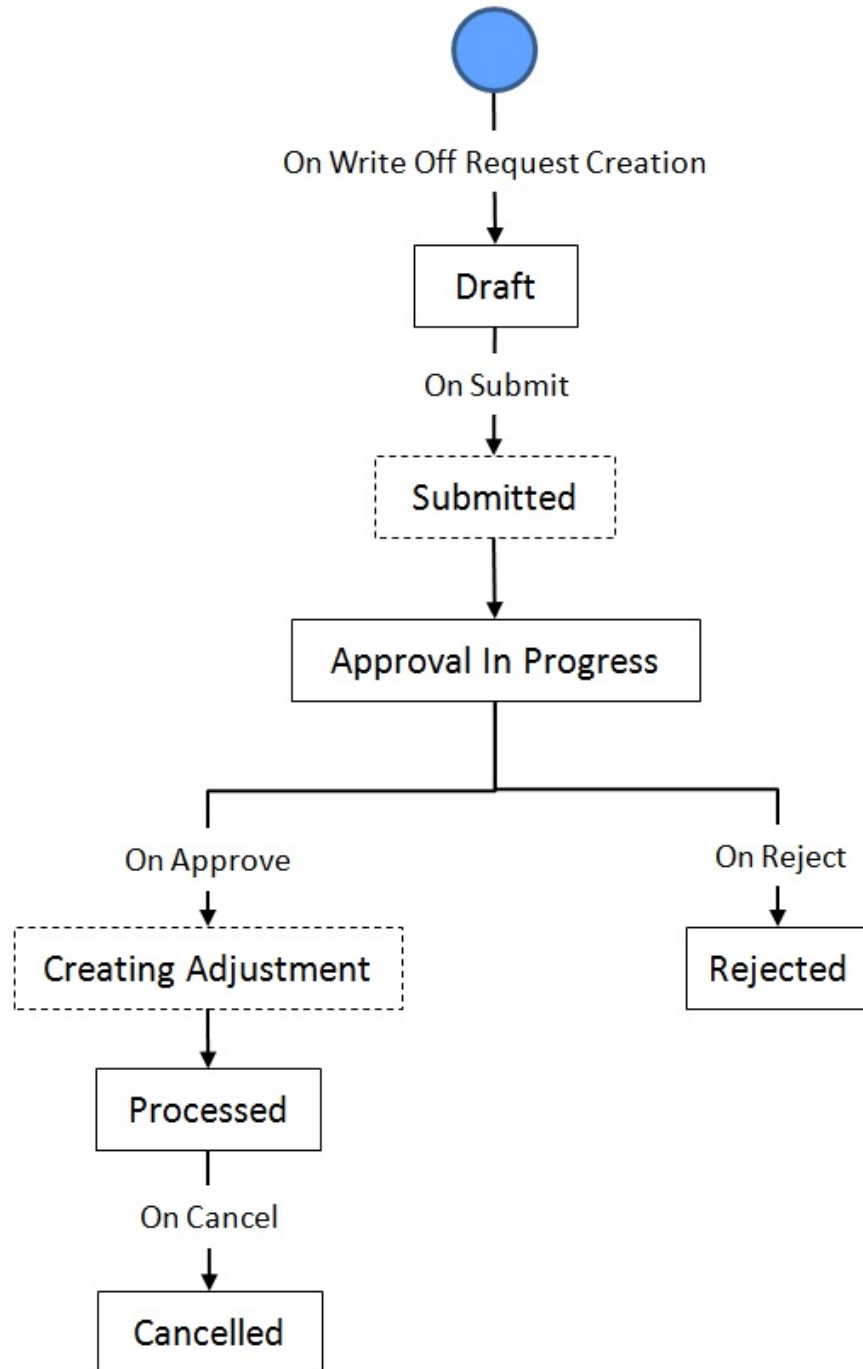 On Write Off Request Creation
Draft
On Submit
Submitted
Approval In Progress
On Approve
On Reject
Creating Adjustment
Rejected
Processed
On Cancel
Cancelled